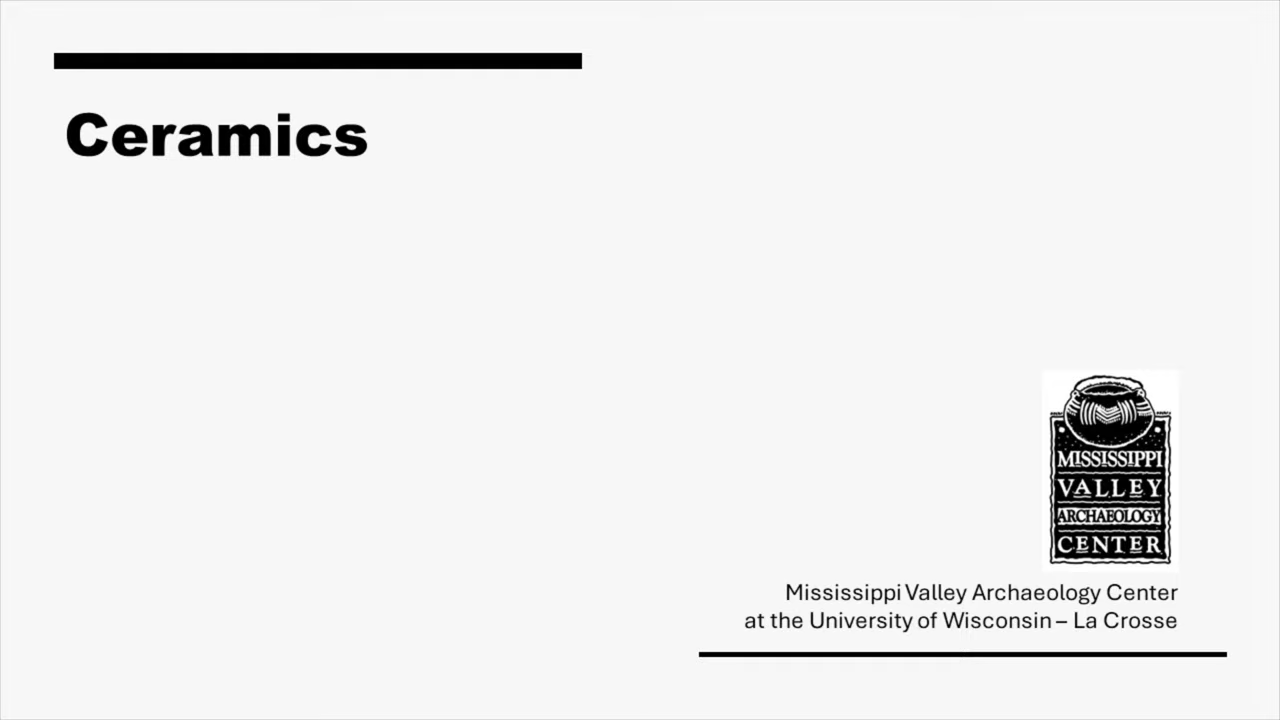 Ceramics
MISSISSIPPI
VALLEY
ARCHAEOLOGY
CENTER
Mississippi Valley Archaeology Center
at the University of Wisconsin – La Crosse